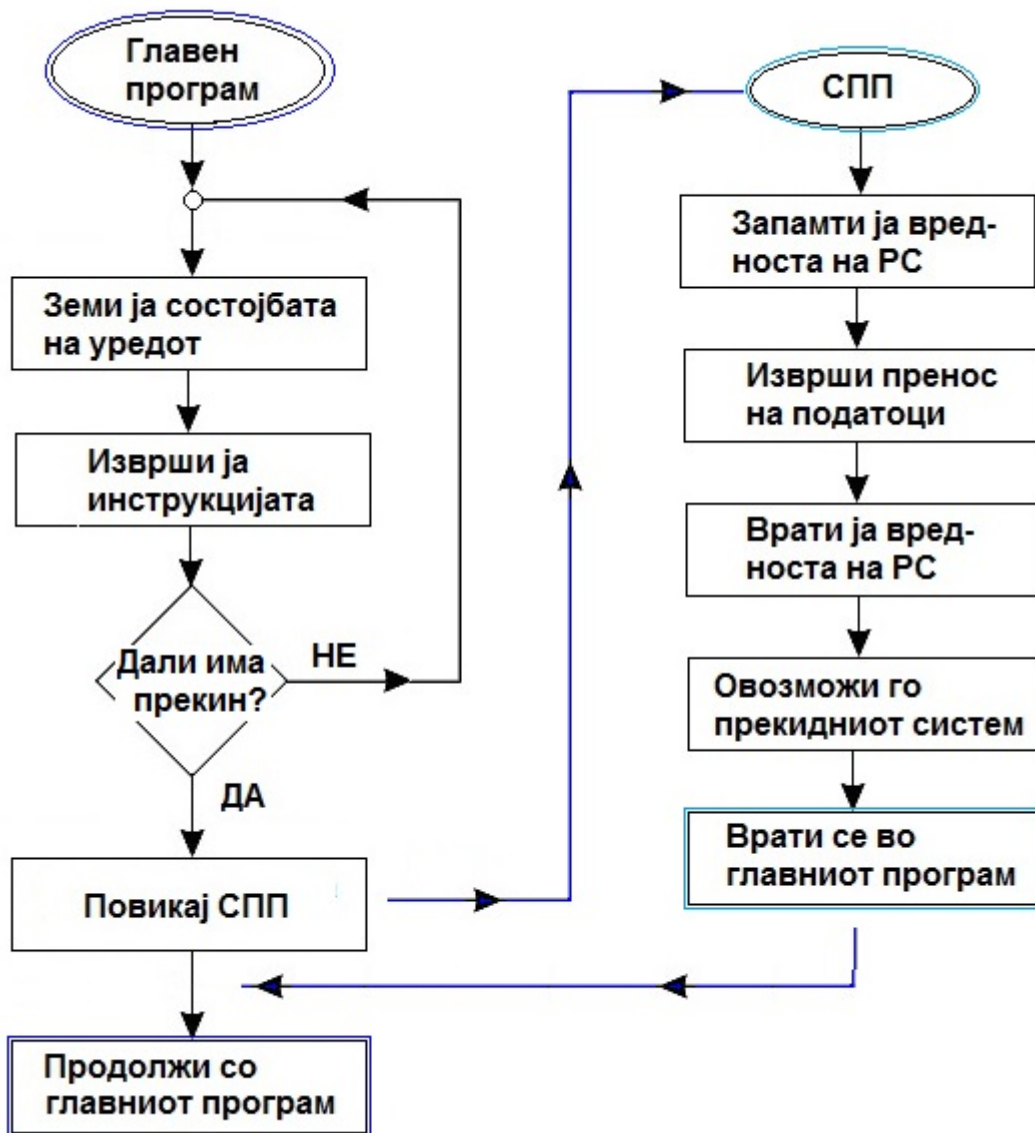 Главен
програм
Земи ја состојбата
на уредот
Изврши ја
инструкцијата
Дали има
прекин?
НЕ
ДА
Повикај СПП
Продолжи со
главниот програм
СПП
Запамти ја вред-
носта на PC
Изврши пренос
на податоци
Врати ја вред-
носта на PC
Овозможи го
прекидниот систем
Врати се во
главниот програм